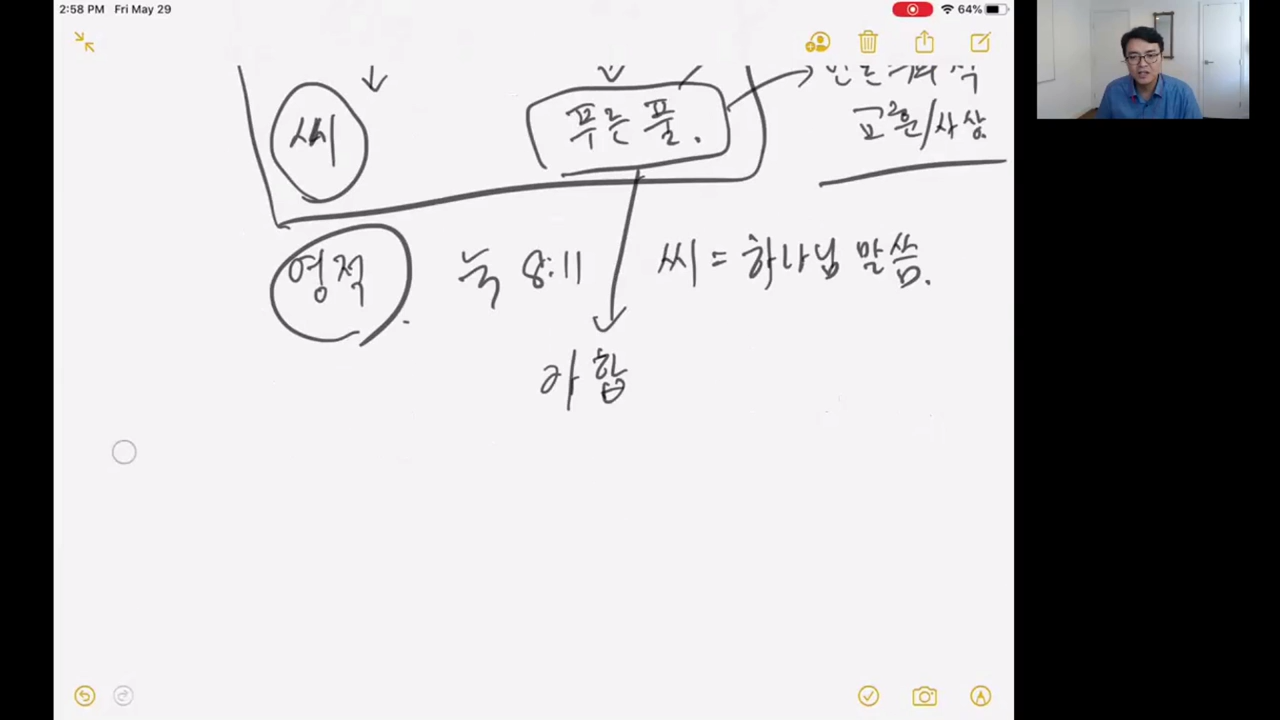 2:58 PM Fri May 29 64%
교훈/사상
씨 푸른 풀.
영적 눅 8:11 씨 = 하나님 말씀.
아합